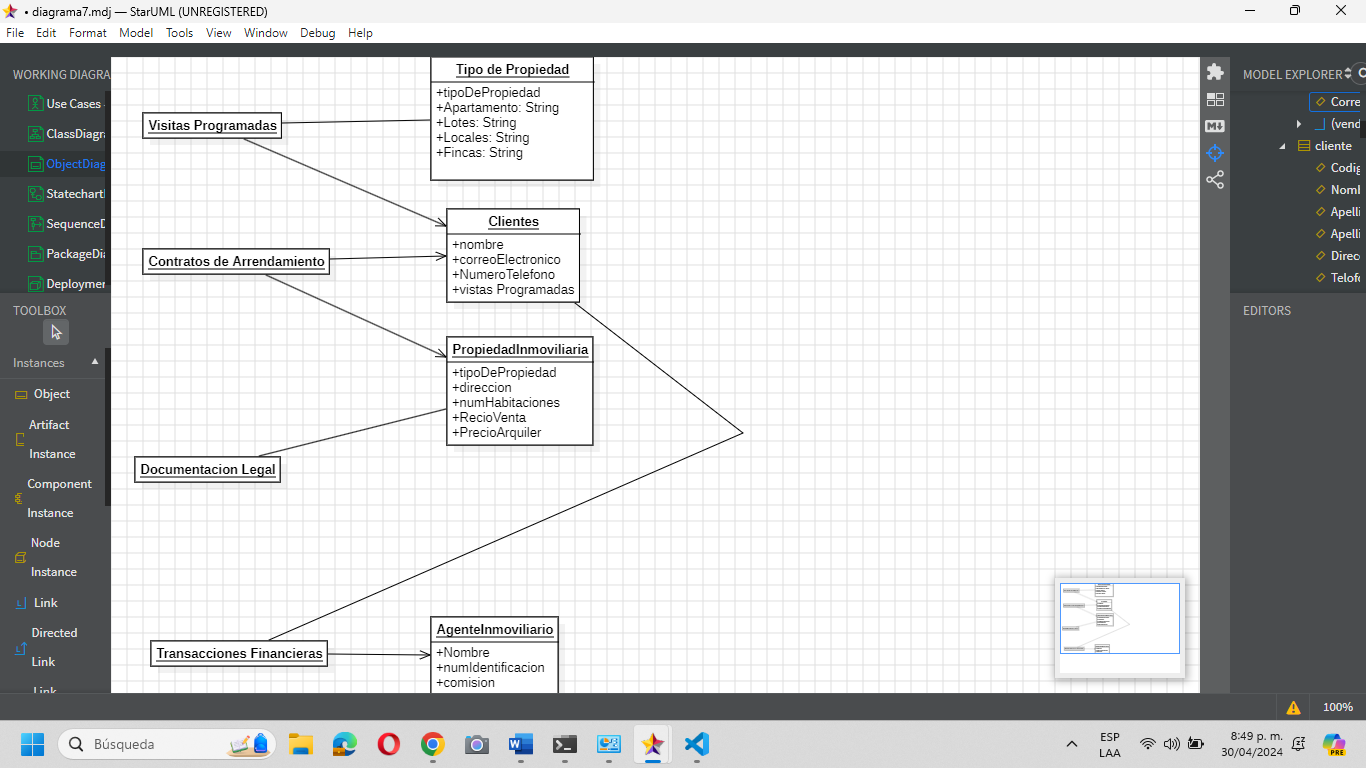 • diagrama7.mdj — StarUML (UNREGISTERED)
File Edit Format Model Tools View Window Debug Help
WORKING DIAGRA
Use Cases
ClassDiagra
ObjectDiag
Statechart
SequenceD
PackageDia
Deploymen
TOOLBOX
Instances
Object
Artifact
Instance
Component
Instance
Node
Instance
Link
Directed
Link
Link
Tipo de Propiedad
+tipoDePropiedad
+Apartamento: String
+Lotes: String
+Locales: String
+Fincas: String
Visitas Programadas
Clientes
+nombre
+correoElectronico
+NumeroTelefono
+vistas Programadas
Contratos de Arrendamiento
PropiedadInmoviliaria
+tipoDePropiedad
+direccion
+numHabitaciones
+RecioVenta
+PrecioArquiler
Documentacion Legal
Transacciones Financieras
AgenteInmoviliario
+Nombre
+numIdentificacion
+comision
MODEL EXPLORER
Corre
(vend
cliente
Codig
Noml
Apelli
Apelli
Direc
Telof
EDITORS
100%
Búsqueda
ESP
LAA
8:49 p. m.
30/04/2024
PRE